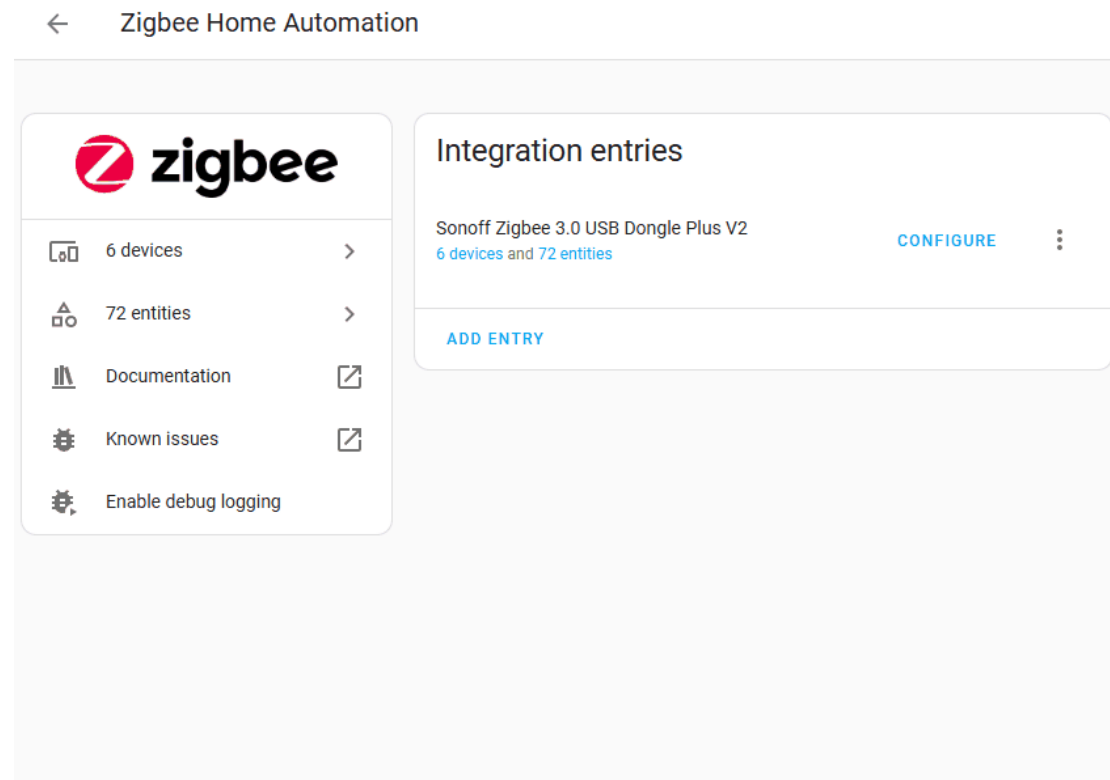 Zigbee Home Automation
zigbee
6 devices
72 entities
Documentation
Known issues
Enable debug logging
Integration entries
Sonoff Zigbee 3.0 USB Dongle Plus V2
6 devices and 72 entities
CONFIGURE
ADD ENTRY